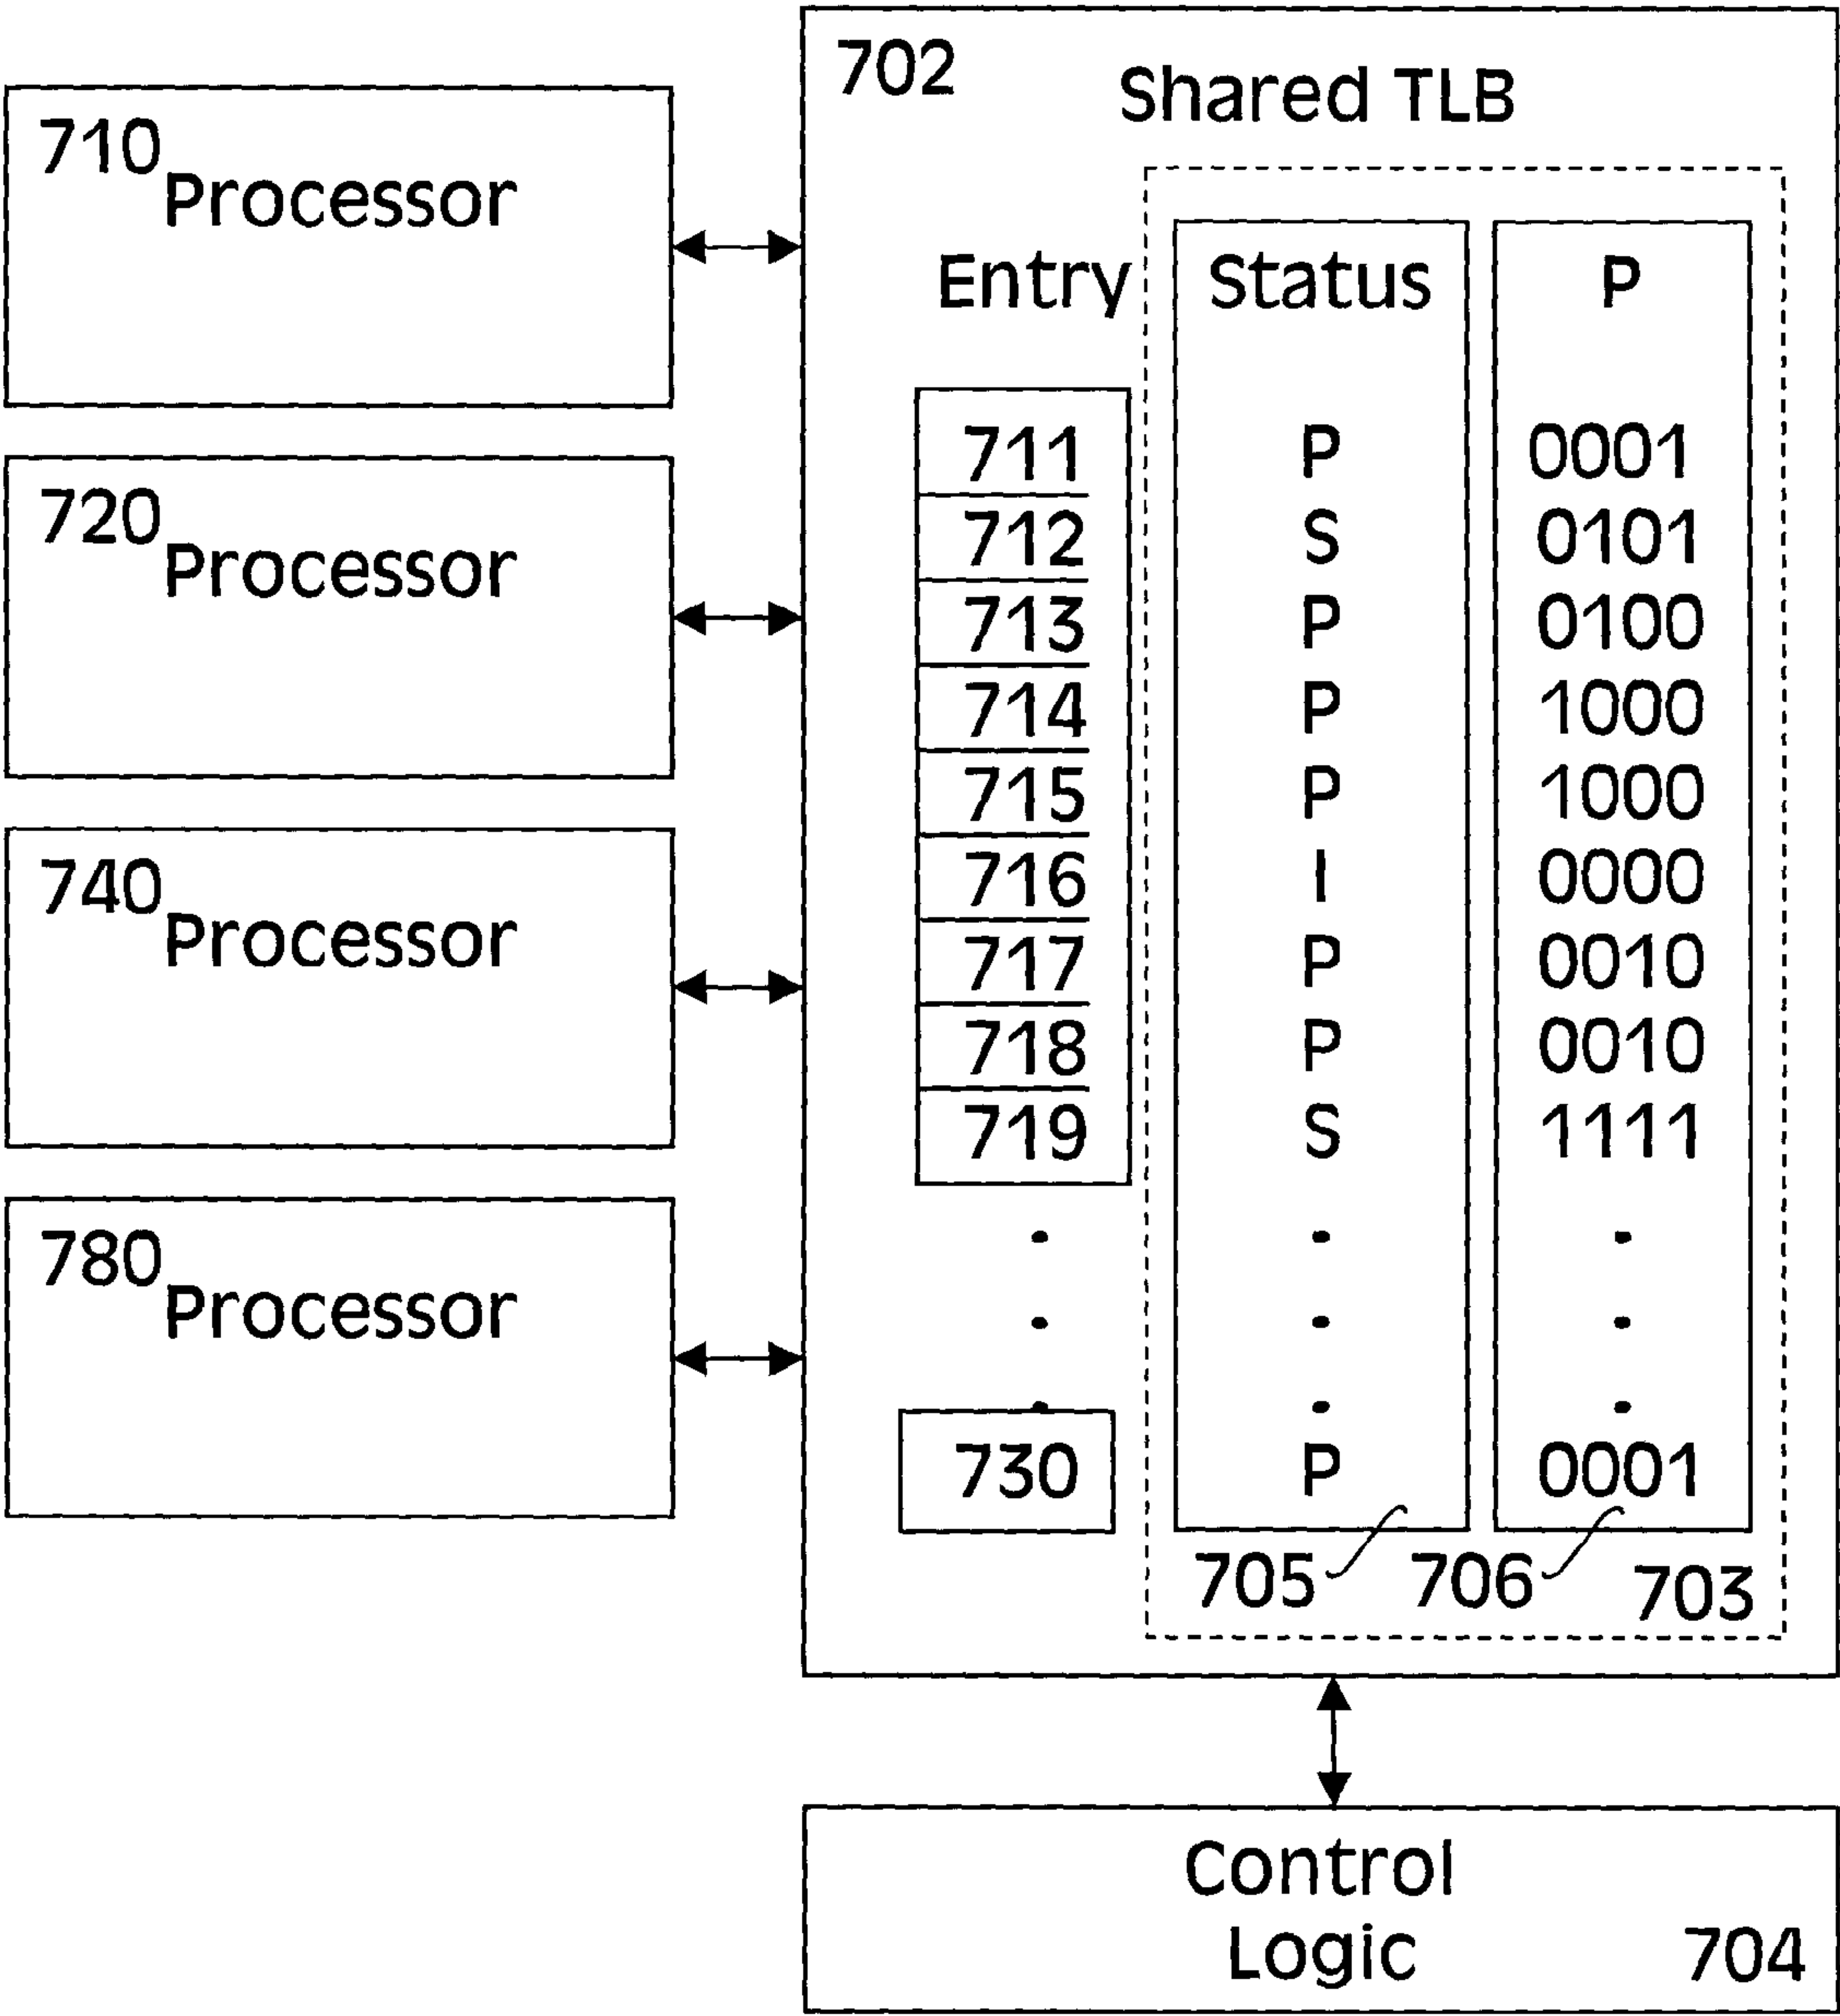 702
Shared TLB
710
Processor
720
Processor
740
Processor
780
Processor
Entry Status P
711 P 0001
712 S 0101
713 P 0100
714 P 1000
715 P 1000
716 I 0000
717 P 0010
718 P 0010
719 S 1111
730 P 0001
705 706 703
Control
Logic
704